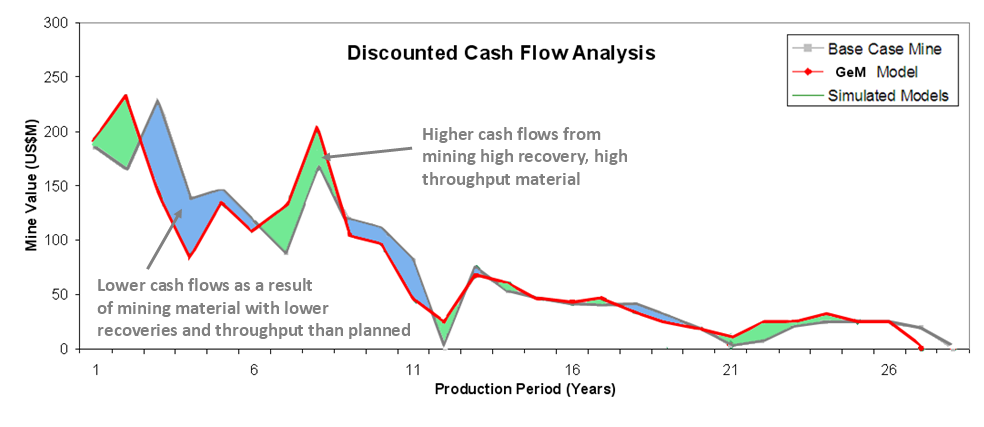 Discounted Cash Flow Analysis
Base Case Mine
GeM Model
Simulated Models
Mine Value (US$M)
300
250
200
150
100
50
0
Higher cash flows from
mining high recovery, high
throughput material
Lower cash flows as a result
of mining material with lower
recoveries and throughput than planned
1
6
11
16
21
26
Production Period (Years)